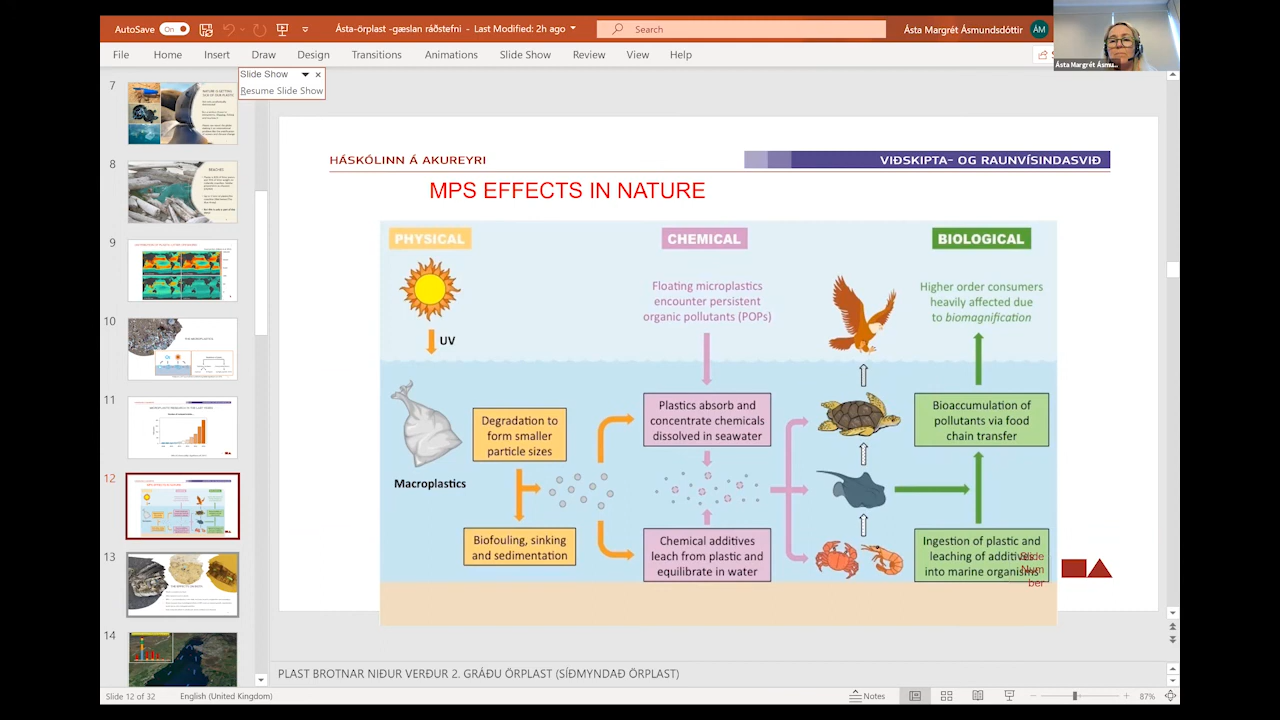 AutoSave On
Ásta-örplast -gæslan ráðstefni - Last Modified: 2h ago
Search
Ásta Margrét Ásmundsdóttir
ÁM
Ásta Margrét Ásmu...
File Home Insert Draw Design Transitions Animations Slide Show Review View Help
Slide Show
Resume Slide Show
7
8
9
10
11
12
13
14
BEACHES
HÁSKÓLINN Á AKUREYRI
VIÐSKIPTA- OG RAUNVÍSINDASVIÐ
MPS EFFECTS IN NATURE
PHYSICAL
CHEMICAL
BIOLOGICAL
UV
Floating microplastics
encounter persistent
organic pollutants (POPs)
Higher order consumers
heavily affected due
to biomagnification
Macroplastics
Degradation to
form smaller
particle sizes
Plastics absorb and
concentrate chemicals
dissolved in seawater
Bioaccumulation of
pollutants via food
chain transfer
Biofouling, sinking
and sedimentation
Chemical additives
leach from plastic and
equilibrate in water
Ingestion of plastic and
leaching of additives
into marine organisms
Slide
Num
ber
PLAST BROTNAR NIÐUR VERÐUR 2. GRÁÐU ÖRPLAST (SÍÐMYNDAÐ ÖRPLAST)
Slide 12 of 32
English (United Kingdom)
Notes
87%